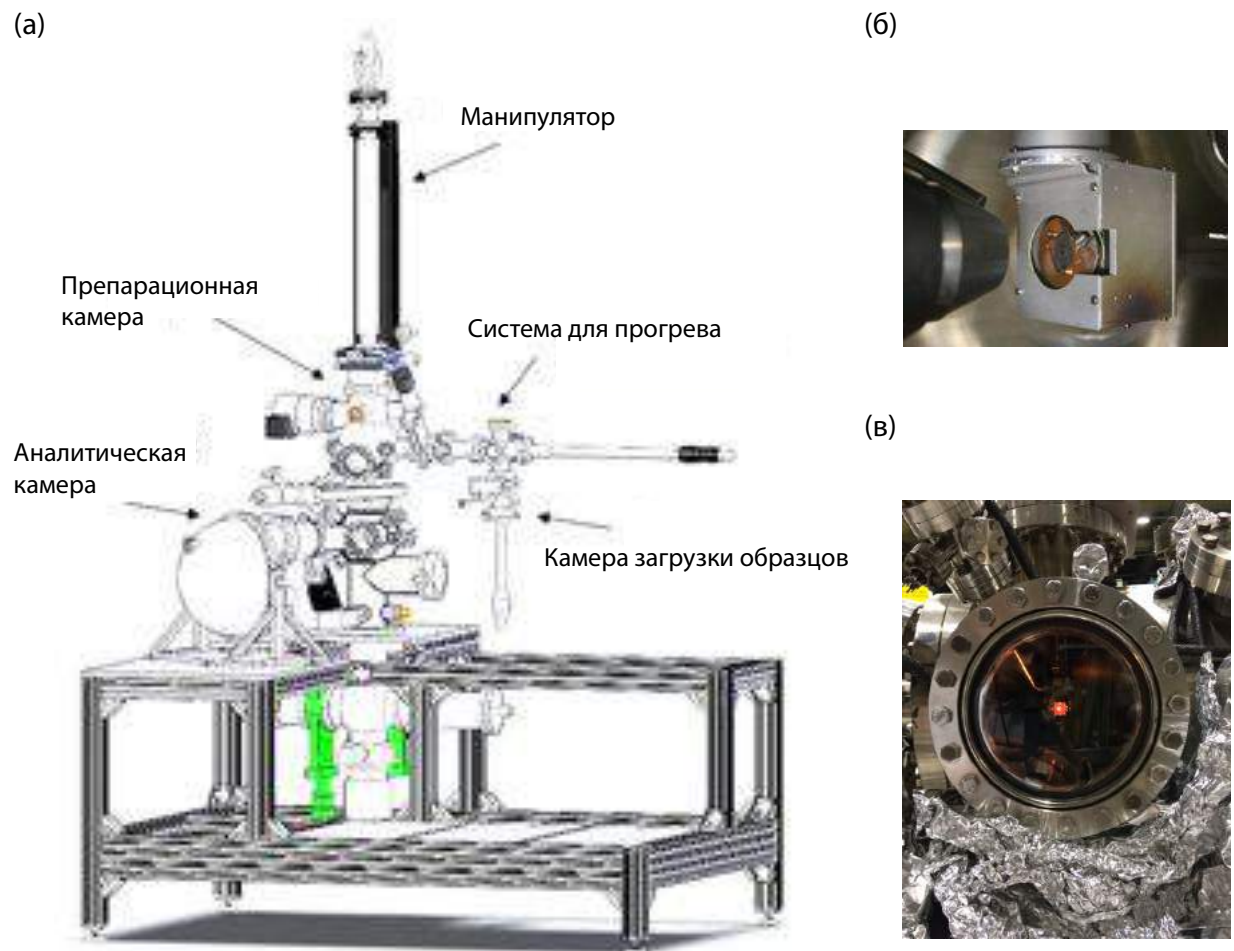 (а)
(б)
Манипулятор
Препарационная
камера
Система для прогрева
(в)
Аналитическая
камера
Камера загрузки образцов